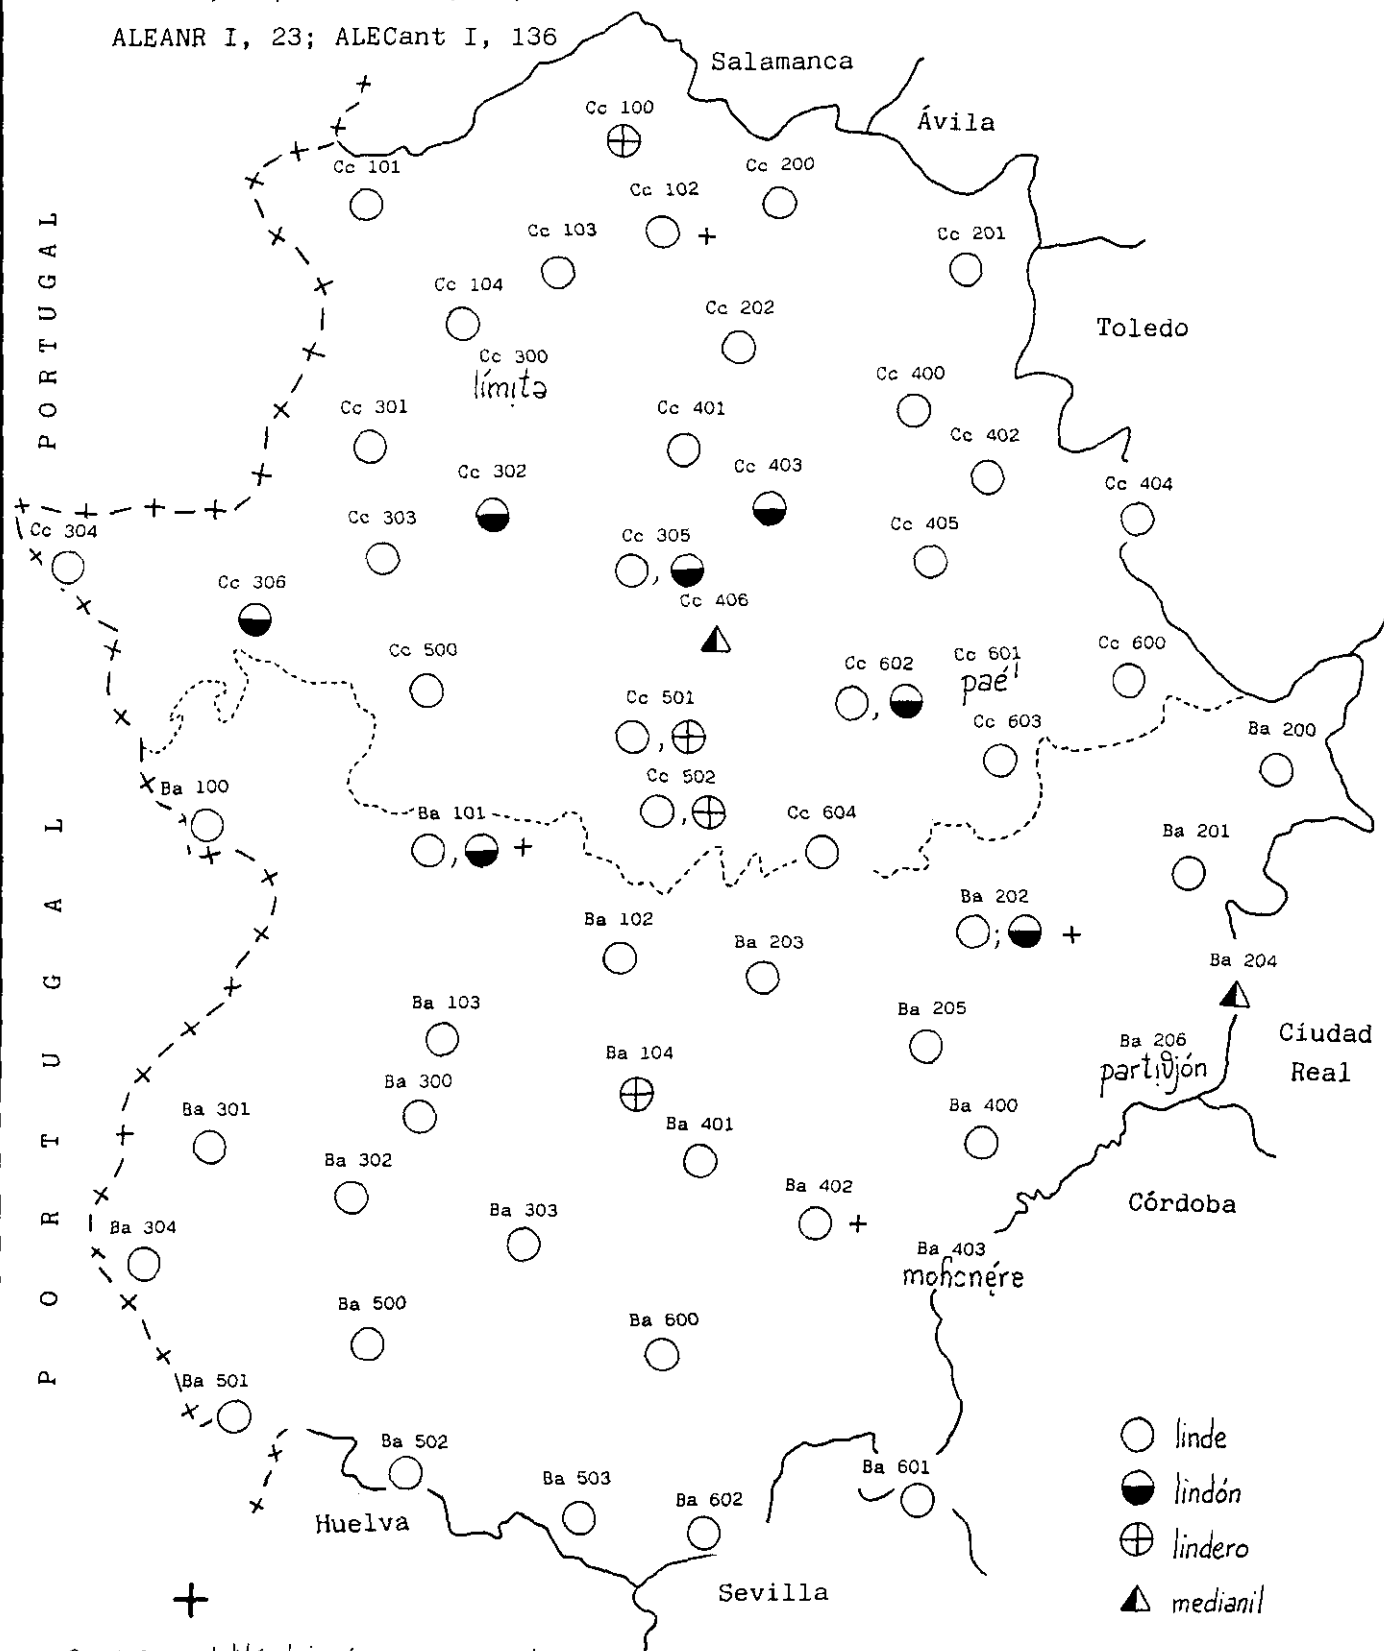 ALEANR I, 23; ALECant I, 136
Salamanca
Cc 100
Ávila
Cc 101
Cc 200
Cc 102
PORTUGAL
Cc 103
Cc 201
Cc 104
Cc 202
Toledo
Cc 300
límitə
Cc 400
Cc 301
Cc 401
Cc 402
Cc 302
Cc 403
Cc 404
Cc 303
Cc 405
Cc 304
Cc 305
,
Cc 306
Cc 406
Cc 500
Cc 602
,
Cc 601
Cc 600
Cc 501
,
Cc 603
Ba 200
Cc 502
,
Ba 100
Ba 101
, +
Cc 604
Ba 201
PORTUGAL
Ba 202
; +
Ba 102
Ba 203
Ba 204
Ba 103
Ba 205
Ciudad
Real
Ba 206
Ba 104
Ba 300
Ba 301
Ba 400
Ba 401
Ba 302
Ba 402
+
Córdoba
Ba 303
Ba 304
Ba 403
Ba 500
Ba 600
Ba 501
Ba 502
Ba 503
Ba 601
Ba 602
Huelva
Sevilla
linde
lindón
lindero
medianil
+